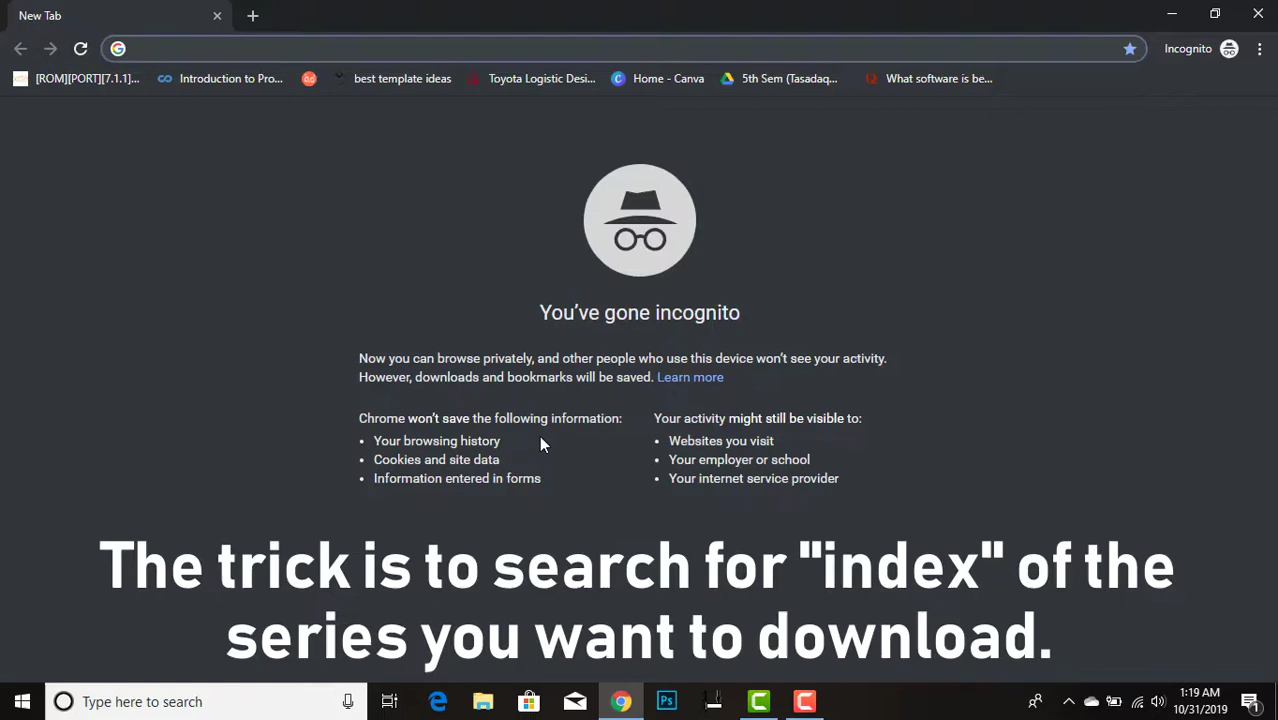 New Tab
Incognito
[ROM][PORT][7.1.1]...
Introduction to Pro...
best template ideas
Toyota Logistic Desi...
Home - Canva
5th Sem (Tasadaq...
What software is be...
You've gone incognito
Now you can browse privately, and other people who use this device won't see your activity.
However, downloads and bookmarks will be saved. Learn more
Chrome won't save the following information:
Your browsing history
Cookies and site data
Information entered in forms
Your activity might still be visible to:
Websites you visit
Your employer or school
Your internet service provider
The trick is to search for "index" of the
series you want to download.
Type here to search
Ps
1:19 AM
10/31/2019